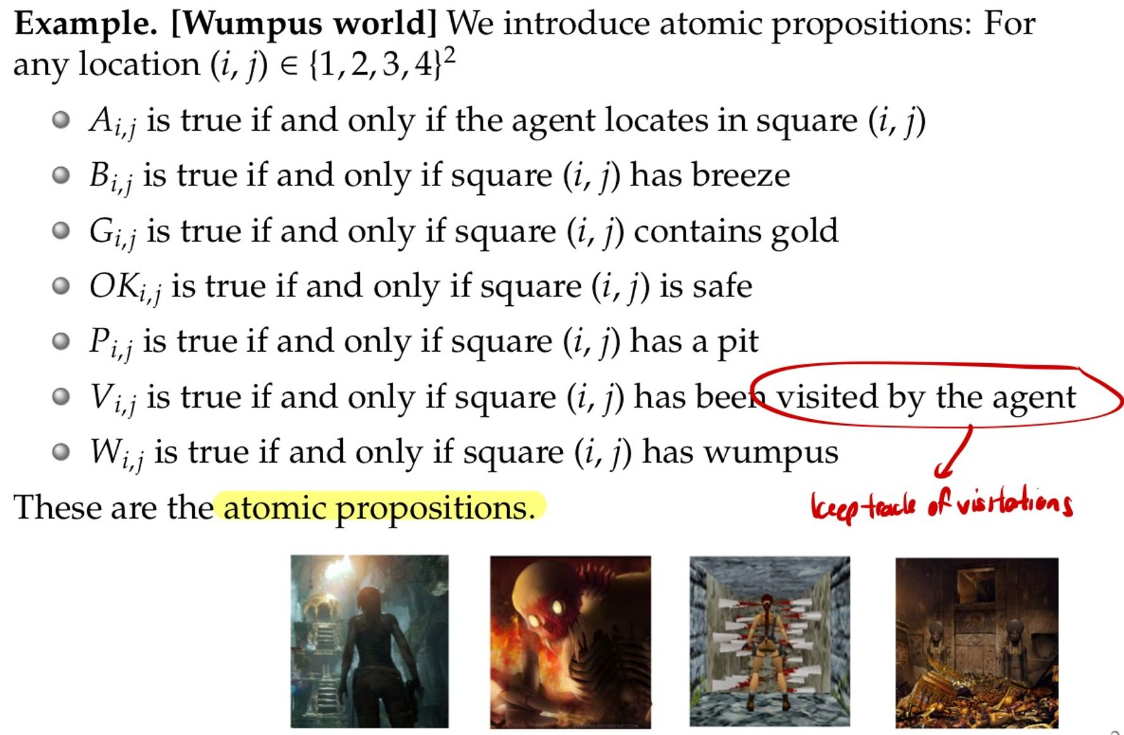 Example. [Wumpus world] We introduce atomic propositions: For
any location (i, j) ∈ {1, 2, 3, 4}²
A_{i,j} is true if and only if the agent locates in square (i, j)
B_{i,j} is true if and only if square (i, j) has breeze
G_{i,j} is true if and only if square (i, j) contains gold
OK_{i,j} is true if and only if square (i, j) is safe
P_{i,j} is true if and only if square (i, j) has a pit
V_{i,j} is true if and only if square (i, j) has been visited by the agent
W_{i,j} is true if and only if square (i, j) has wumpus
These are the atomic propositions.
keep track of visitations